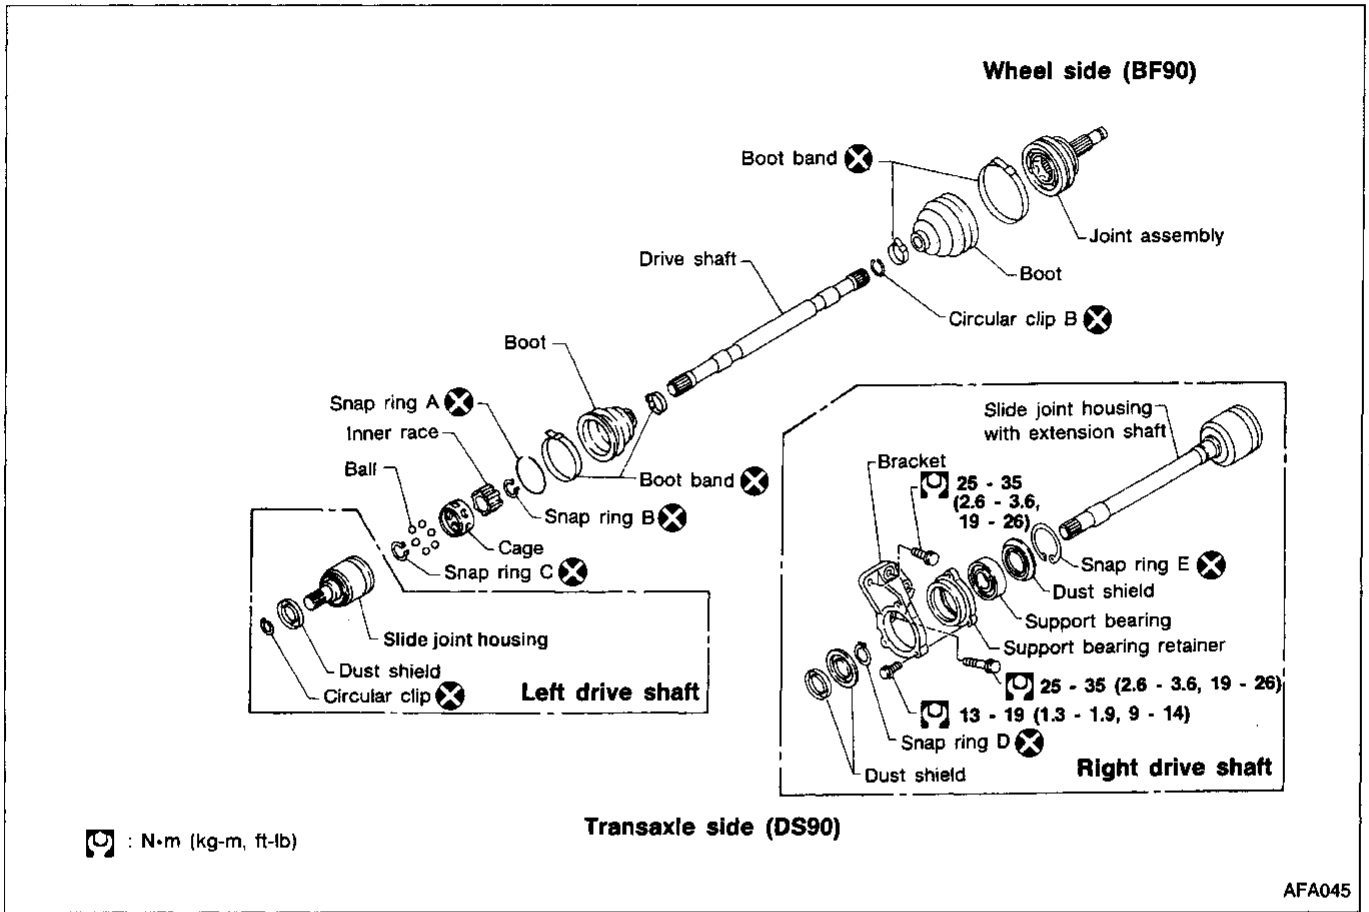 Wheel side (BF90)
Boot band
Joint assembly
Drive shaft
Boot
Circular clip B
Boot
Snap ring A
Inner race
Ball
Boot band
Snap ring B
Cage
Snap ring C
Slide joint housing
Dust shield
Circular clip
Left drive shaft
Slide joint housing
with extension shaft
Bracket
25 - 35
(2.6 - 3.6,
19 - 26)
Snap ring E
Dust shield
Support bearing
Support bearing retainer
25 - 35 (2.6 - 3.6, 19 - 26)
13 - 19 (1.3 - 1.9, 9 - 14)
Snap ring D
Dust shield
Right drive shaft
Transaxle side (DS90)
: N•m (kg-m, ft-lb)
AFA045